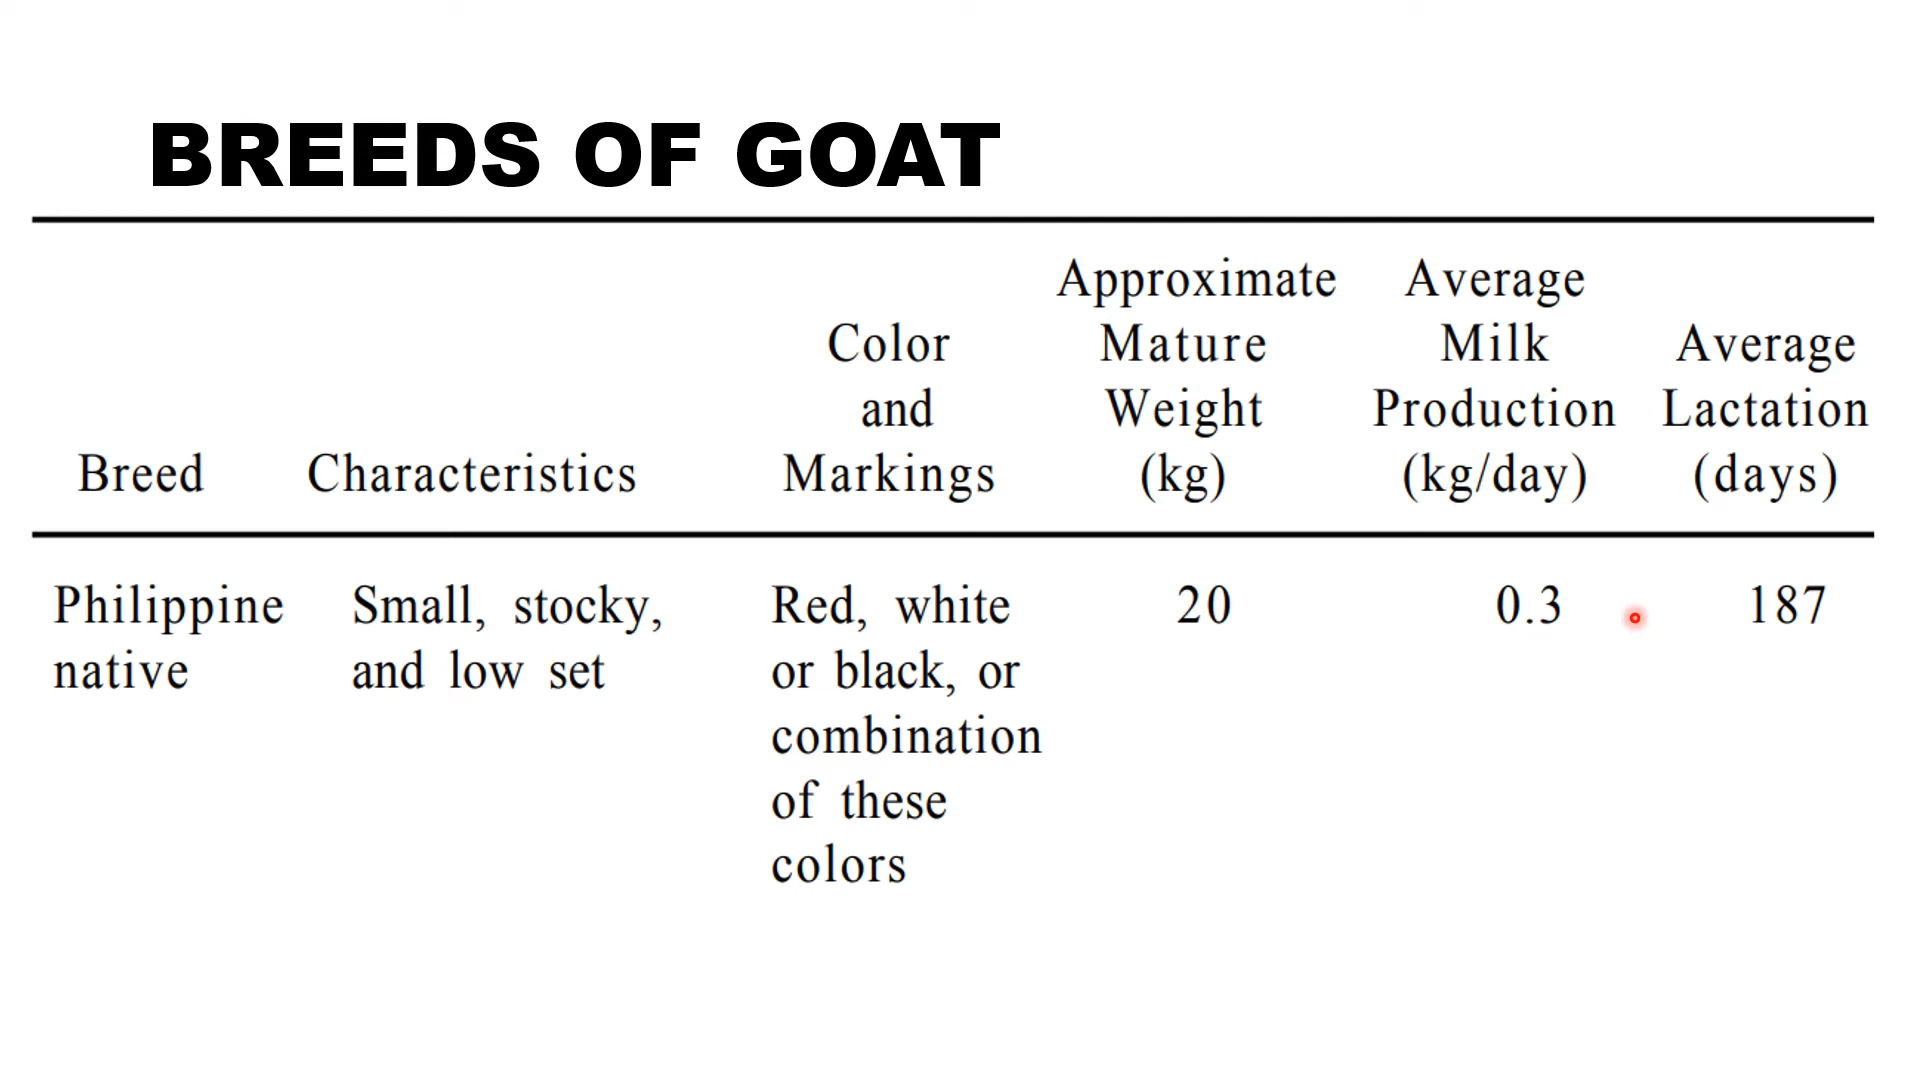 BREEDS OF GOAT
Approximate Average
Color Mature Milk Average
and Weight Production Lactation
Breed Characteristics Markings (kg) (kg/day) (days)
Philippine Small, stocky, Red, white 20 0.3 187
native and low set or black, or
combination
of these
colors